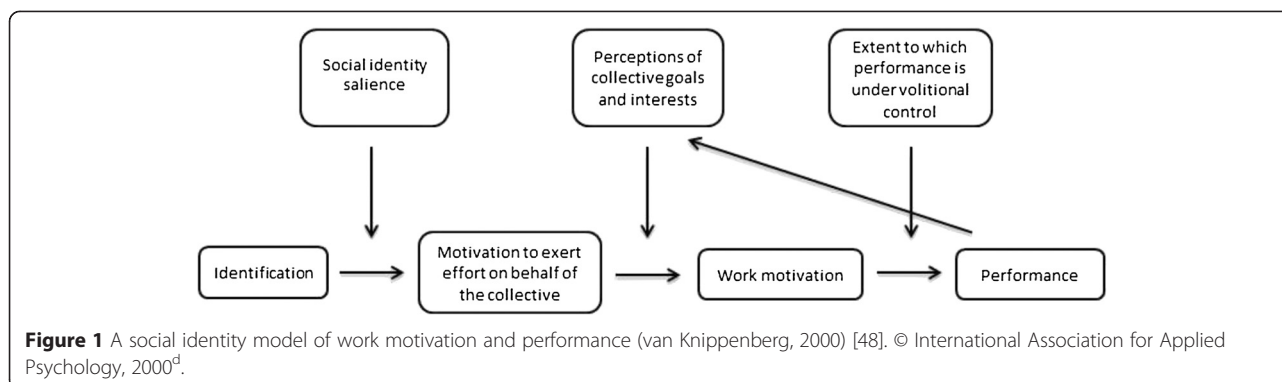 Social identity
salience
Perceptions of
collective goals
and interests
Extent to which
performance is
under volitional
control
Identification
Motivation to exert
effort on behalf of
the collective
Work motivation
Performance
Figure 1 A social identity model of work motivation and performance (van Knippenberg, 2000) [48]. © International Association for Applied
Psychology, 2000d.